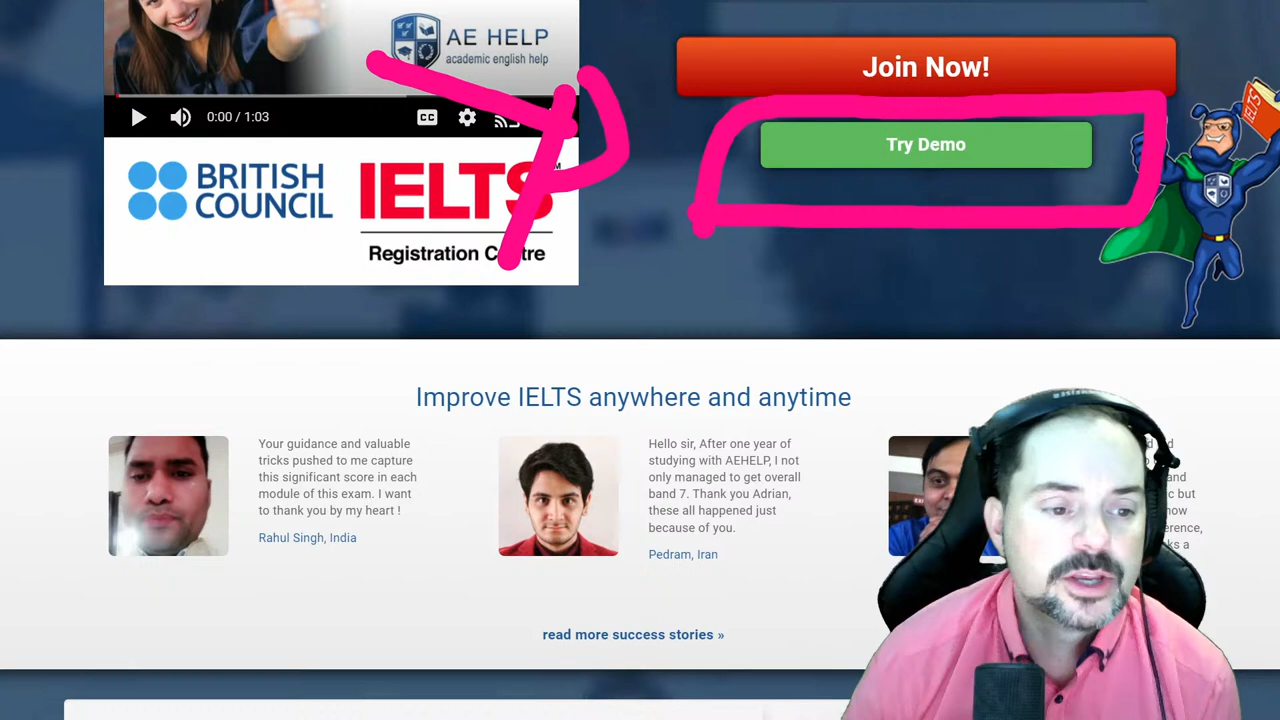 AE HELP
academic english help
0:00 / 1:03
CC
BRITISH
COUNCIL
IELTS
Registration Centre
Join Now!
Try Demo
IELTS
Improve IELTS anywhere and anytime
Your guidance and valuable
tricks pushed to me capture
this significant score in each
module of this exam. I want
to thank you by my heart !
Rahul Singh, India
Hello sir, After one year of
studying with AEHELP, I not
only managed to get overall
band 7. Thank you Adrian,
these all happened just
because of you.
Pedram, Iran
read more success stories »